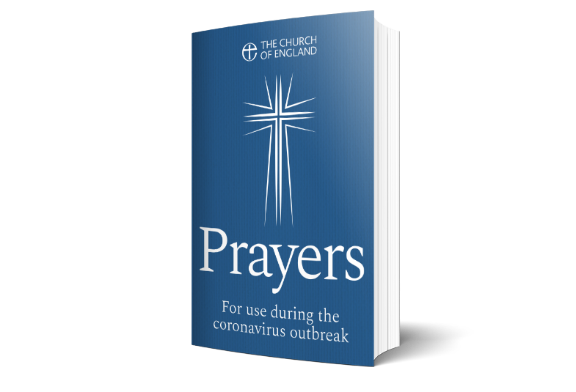 THE CHURCH
OF ENGLAND
Prayers
For use during the
coronavirus outbreak